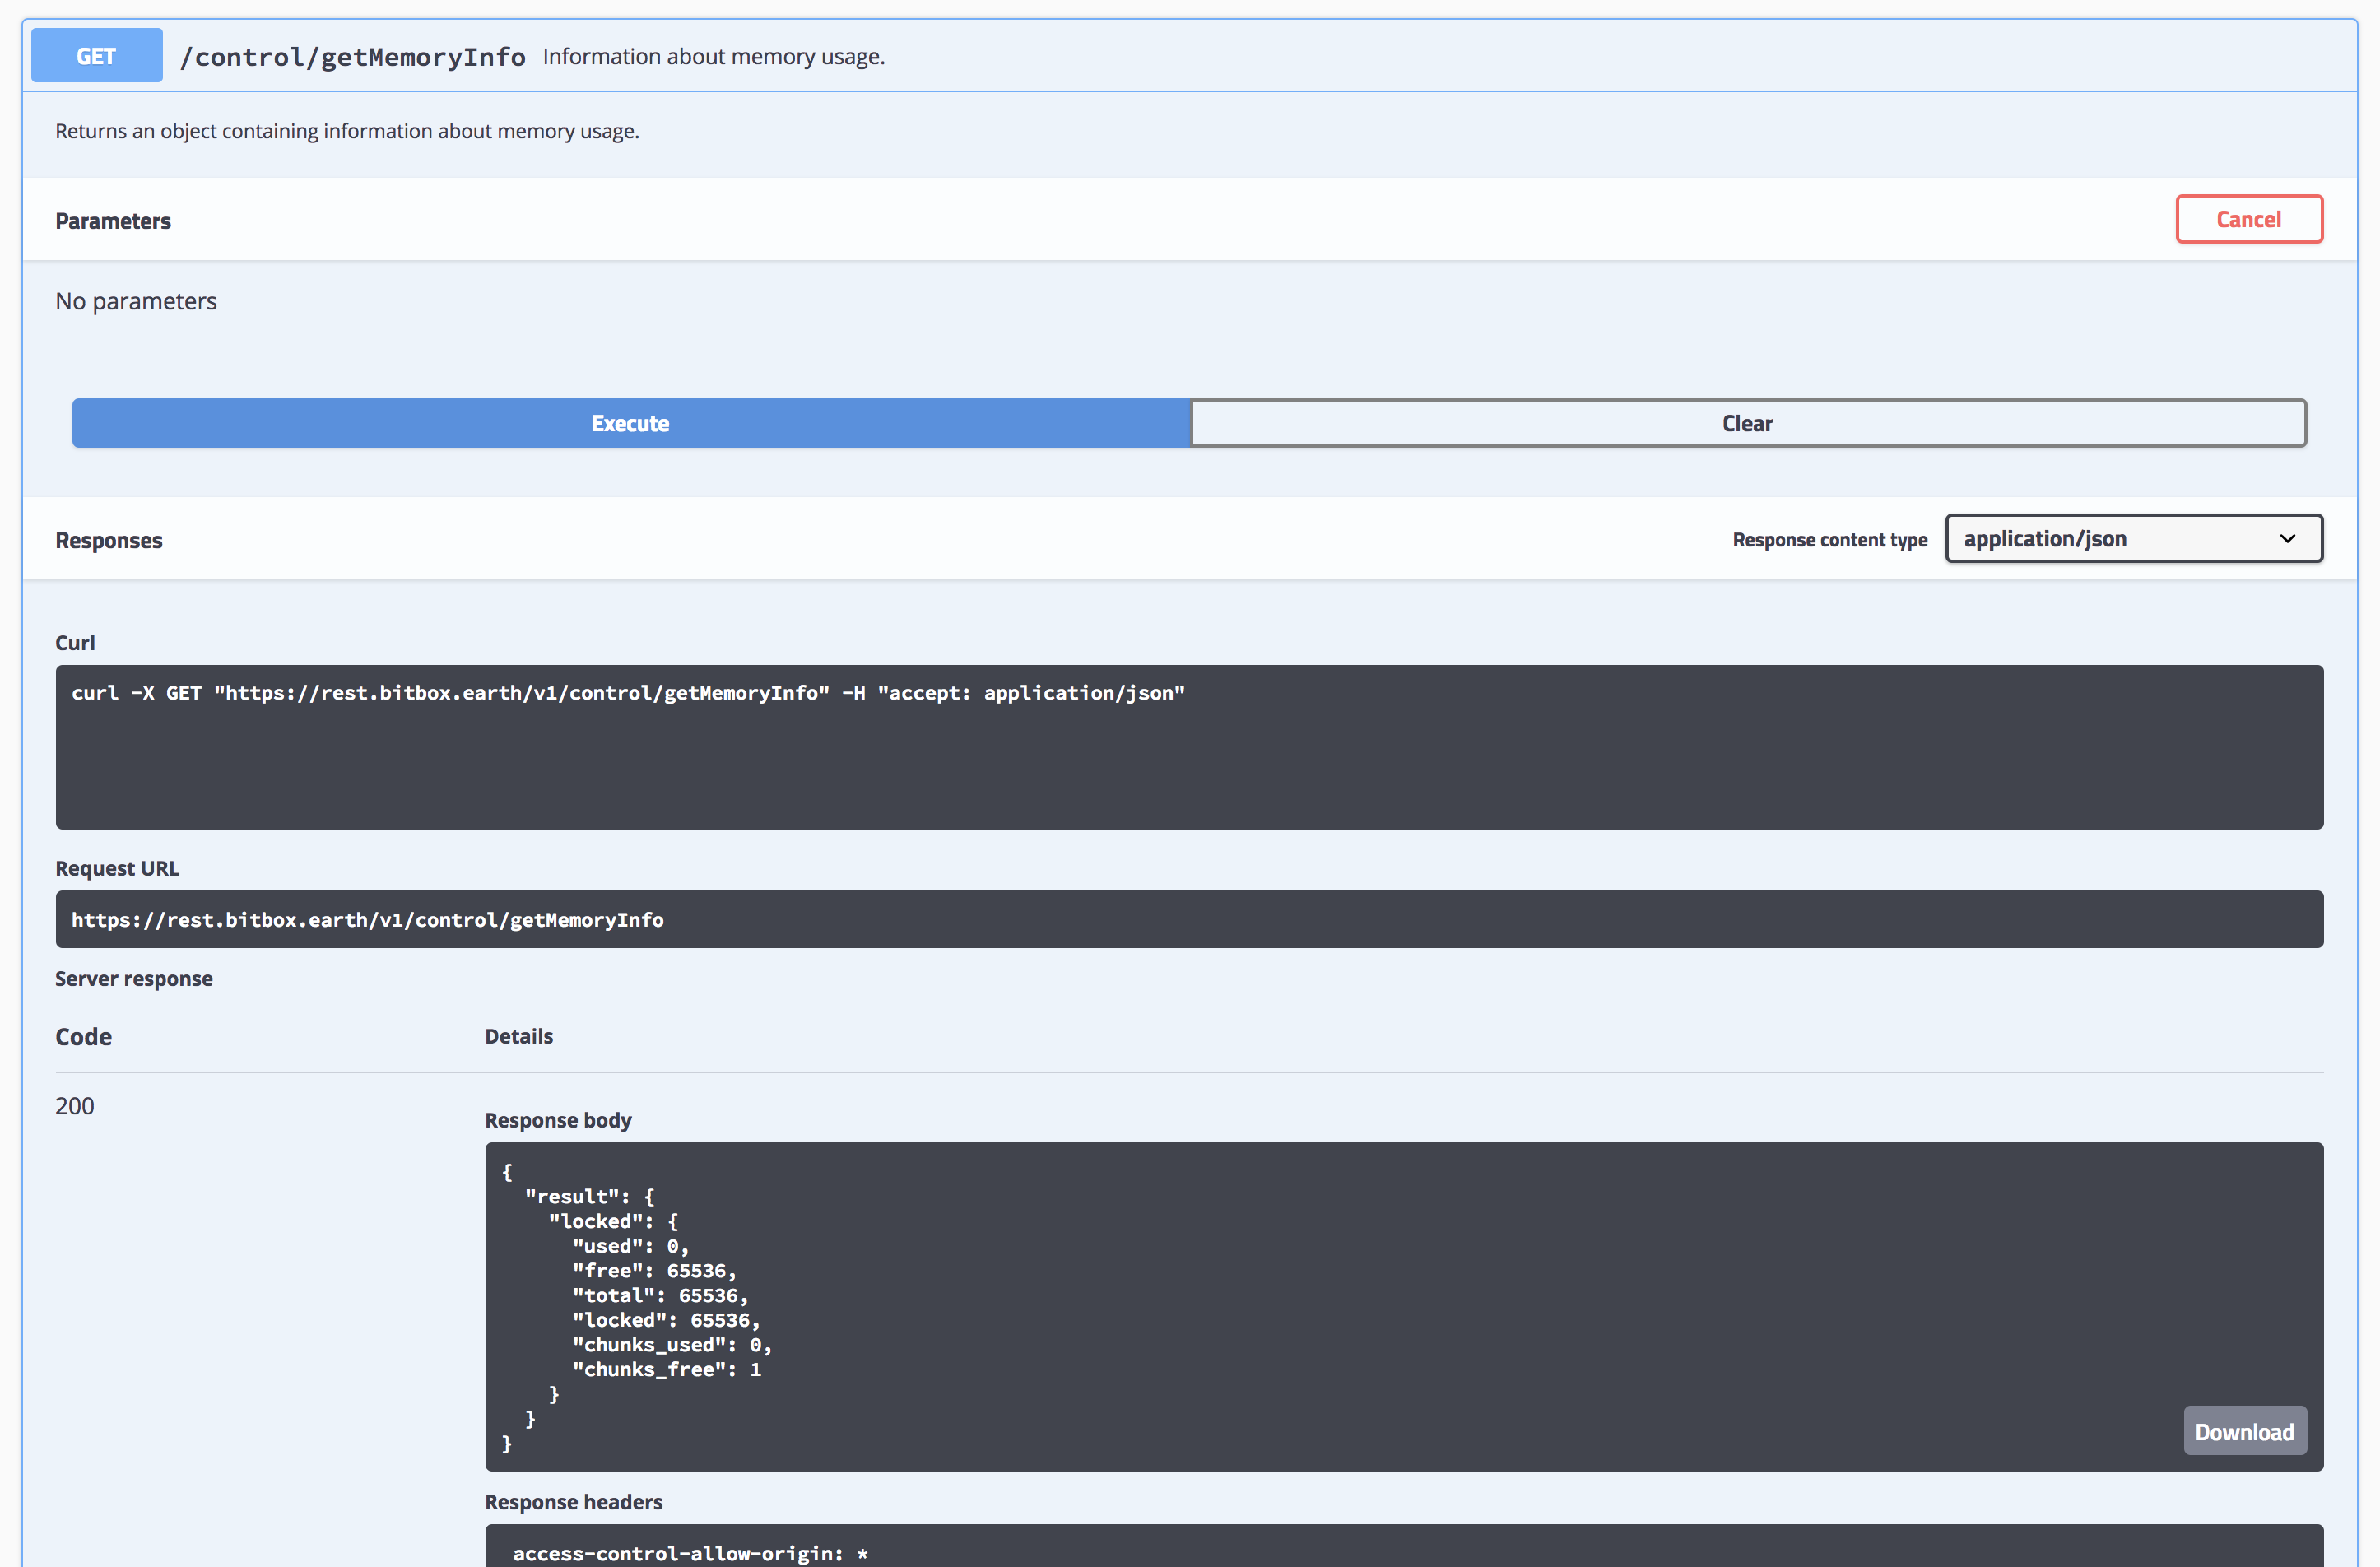 GET /control/getMemoryInfo Information about memory usage.
Returns an object containing information about memory usage.
Parameters Cancel
No parameters
Execute Clear
Responses Response content type application/json
Curl
curl -X GET "https://rest.bitbox.earth/v1/control/getMemoryInfo" -H "accept: application/json"
Request URL
https://rest.bitbox.earth/v1/control/getMemoryInfo
Server response
Code Details
200
Response body
{
  "result": {
    "locked": {
      "used": 0,
      "free": 65536,
      "total": 65536,
      "locked": 65536,
      "chunks_used": 0,
      "chunks_free": 1
    }
  }
}
Download
Response headers
access-control-allow-origin: *